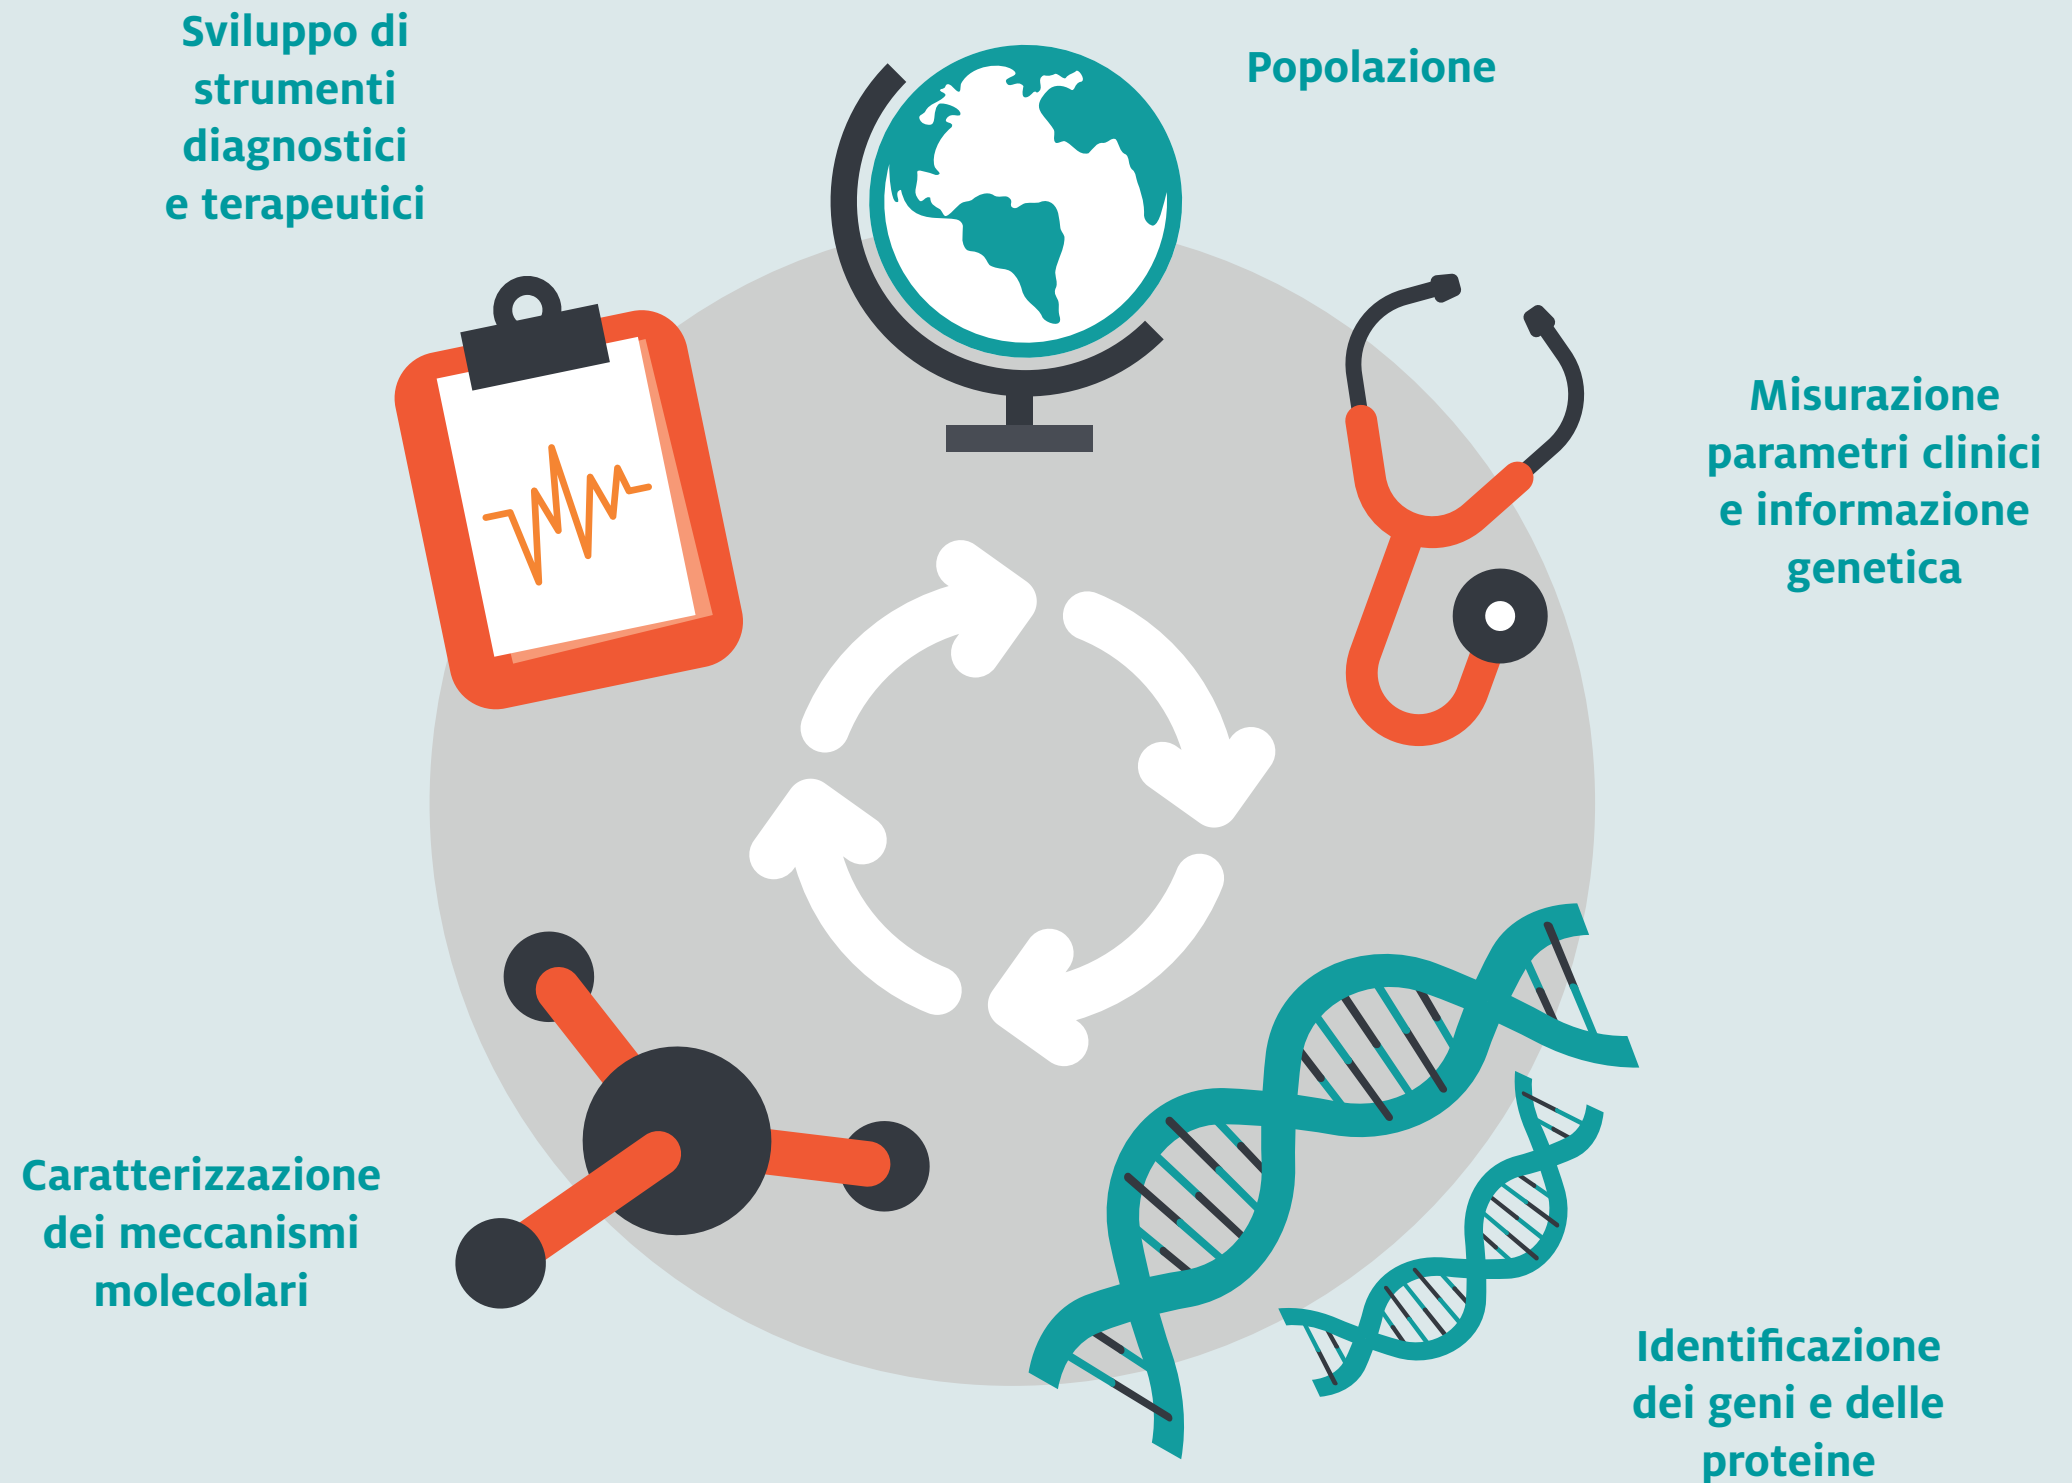 Sviluppo di
strumenti
diagnostici
e terapeutici
Popolazione
Misurazione
parametri clinici
e informazione
genetica
Caratterizzazione
dei meccanismi
molecolari
Identificazione
dei geni e delle
proteine